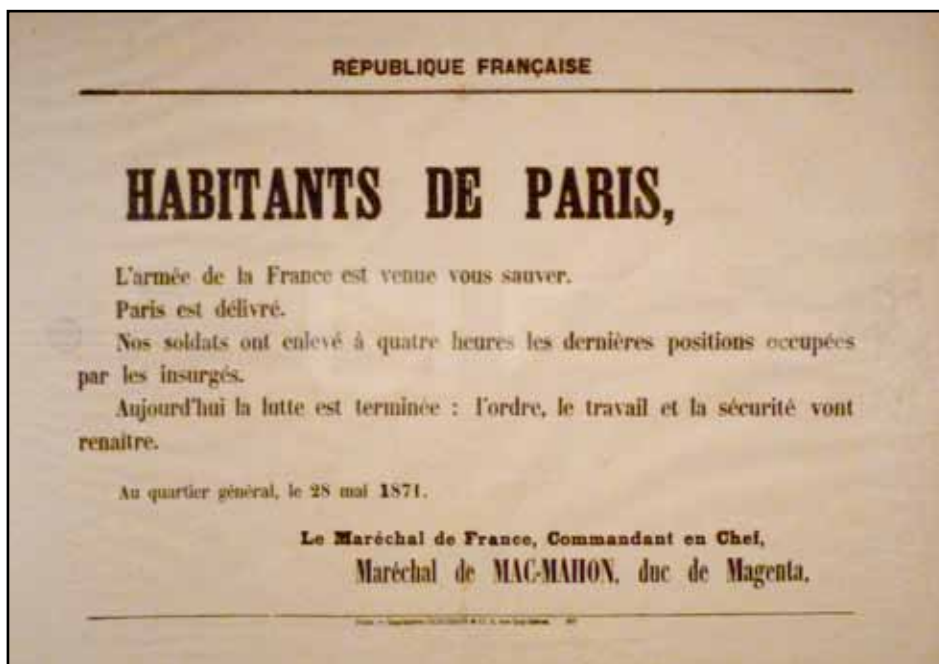 RÉPUBLIQUE FRANÇAISE
HABITANTS DE PARIS,
L'armée de la France est venue vous sauver.
Paris est délivré.
Nos soldats ont enlevé à quatre heures les dernières positions occupées
par les insurgés.
Aujourd'hui la lutte est terminée : l'ordre, le travail et la sécurité vont
renaître.
Au quartier général, le 28 mai 1871.
Le Maréchal de France, Commandant en Chef,
Maréchal de MAC-MAHON, duc de Magenta.